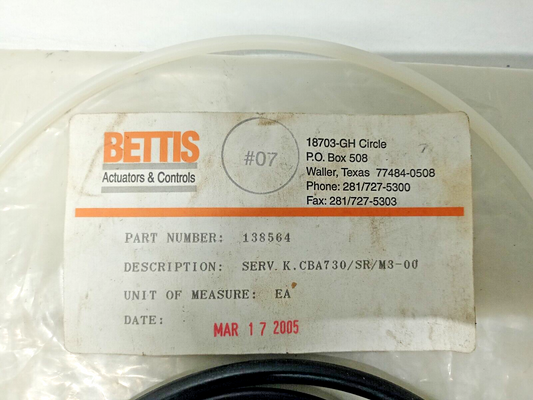 BETTIS
Actuators & Controls
#07
18703-GH Circle
P.O. Box 508
Waller, Texas 77484-0508
Phone: 281/727-5300
Fax: 281/727-5303
PART NUMBER: 138564
DESCRIPTION: SERV.K.CBA730/SR/M3-00
UNIT OF MEASURE: EA
DATE: MAR 17 2005